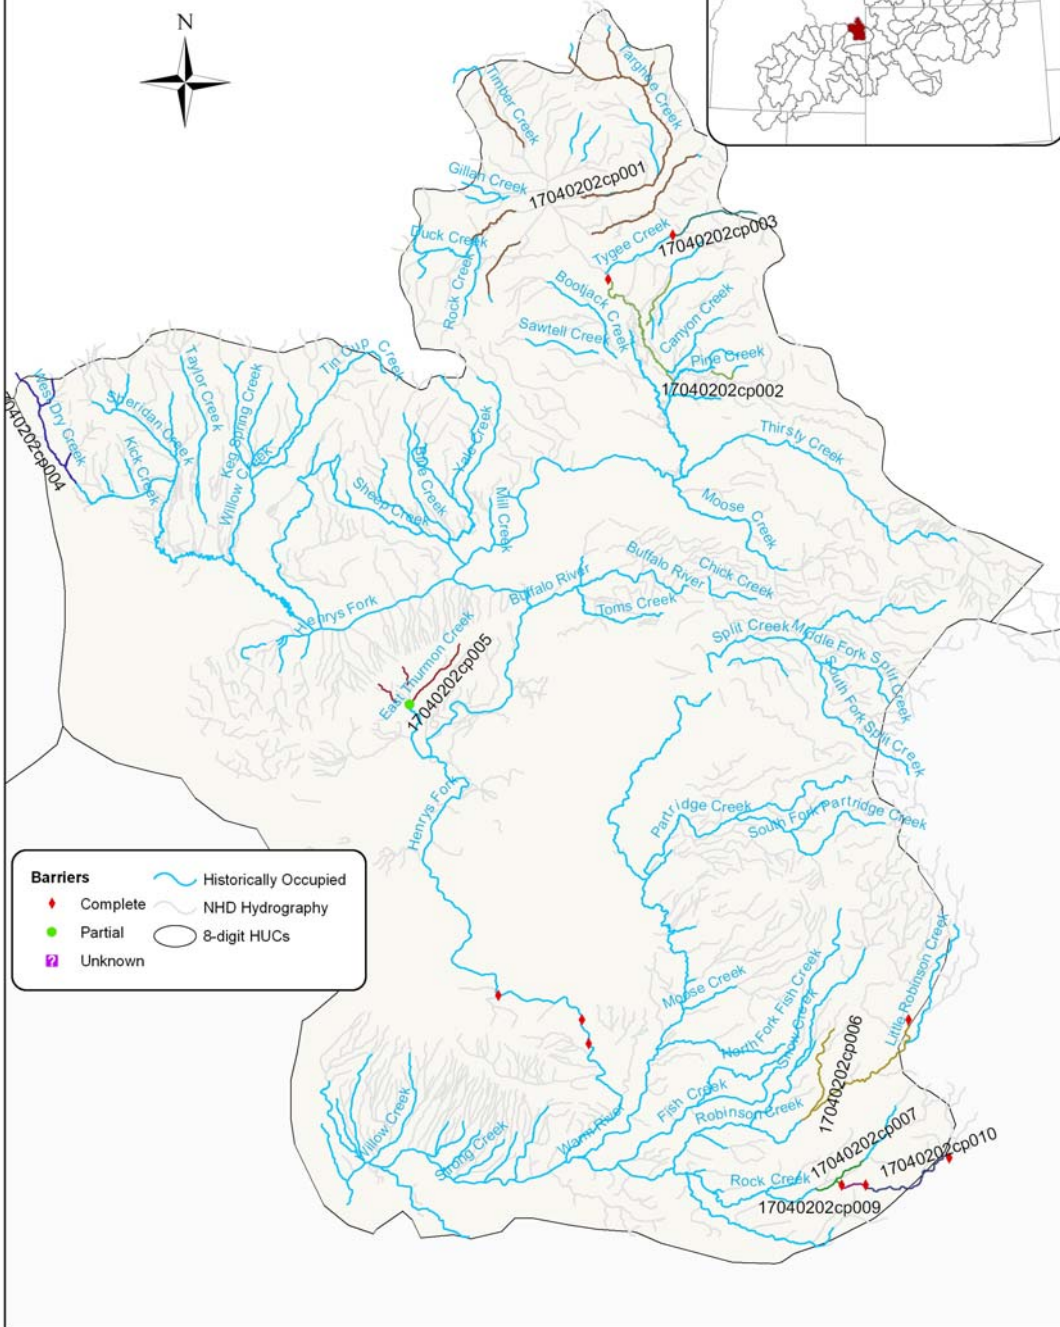 N
Targhee Creek
Timber Creek
Gillan Creek
17040202cp001
Duck Creek
Rock Creek
Tygee Creek
17040202cp003
Bootjack Creek
Sawtell Creek
Canyon Creek
Pine Creek
17040202cp002
Tin Cup Creek
Taylor Creek
Keg Spring Creek
West Dry Creek
Sheridan Creek
Kick Creek
Willow Creek
Yale Creek
Blue Creek
Sheep Creek
Mill Creek
Thirsty Creek
Moose Creek
Buffalo River
Buffalo River
Chick Creek
Toms Creek
Henrys Fork
East Thurmon Creek
17040202cp005
Split Creek
Middle Fork Split Creek
South Fork Split Creek
Henrys Fork
Partridge Creek
South Fork Partridge Creek
Barriers
Complete
Partial
Unknown
Historically Occupied
NHD Hydrography
8-digit HUCs
?
Moose Creek
North Fork Fish Creek
Snow Creek
Little Robinson Creek
17040202cp006
Fish Creek
Robinson Creek
Warm River
Willow Creek
Strong Creek
Rock Creek
17040202cp007
17040202cp010
17040202cp009